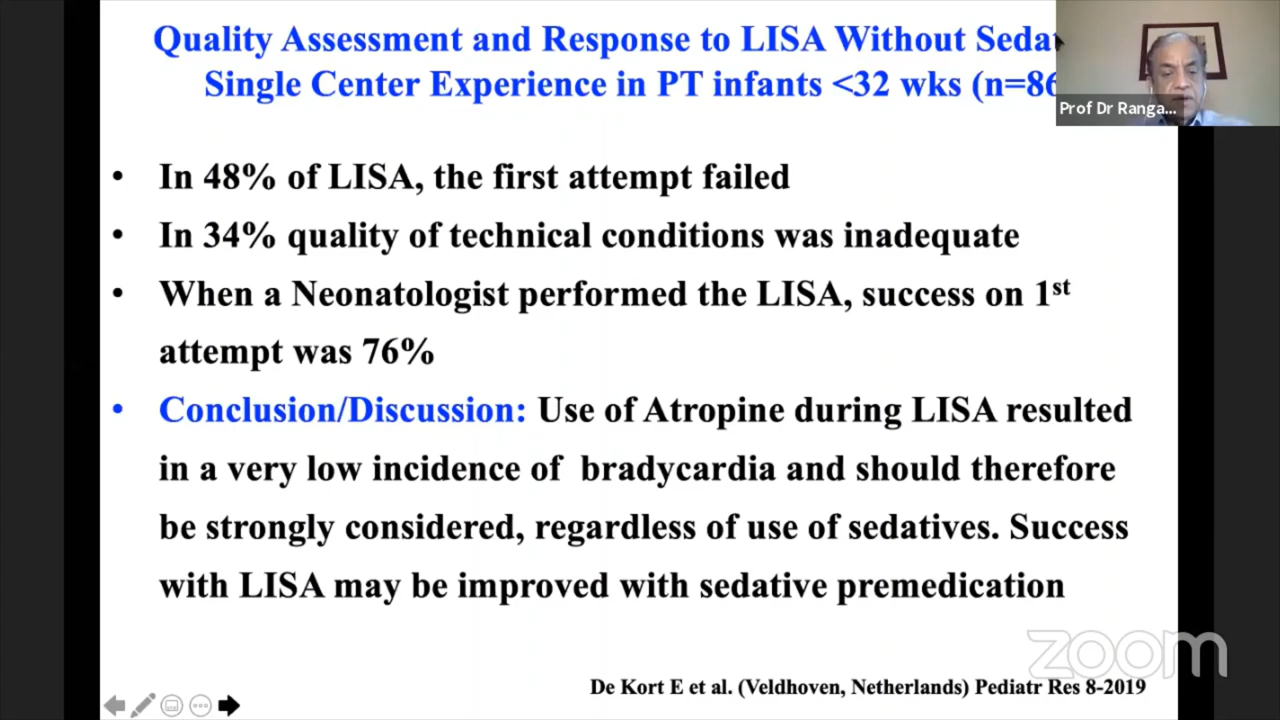 Quality Assessment and Response to LISA Without
Single Center Experience in PT infants <32 wks
Prof Dr Ranga...
• In 48% of LISA, the first attempt failed
• In 34% quality of technical conditions was inadequate
• When a Neonatologist performed the LISA, success on 1st
attempt was 76%
• Conclusion/Discussion: Use of Atropine during LISA resulted
in a very low incidence of bradycardia and should therefore
be strongly considered, regardless of use of sedatives. Success
with LISA may be improved with sedative premedication
zoom
De Kort E et al. (Veldhoven, Netherlands) Pediatr Res 8-2019